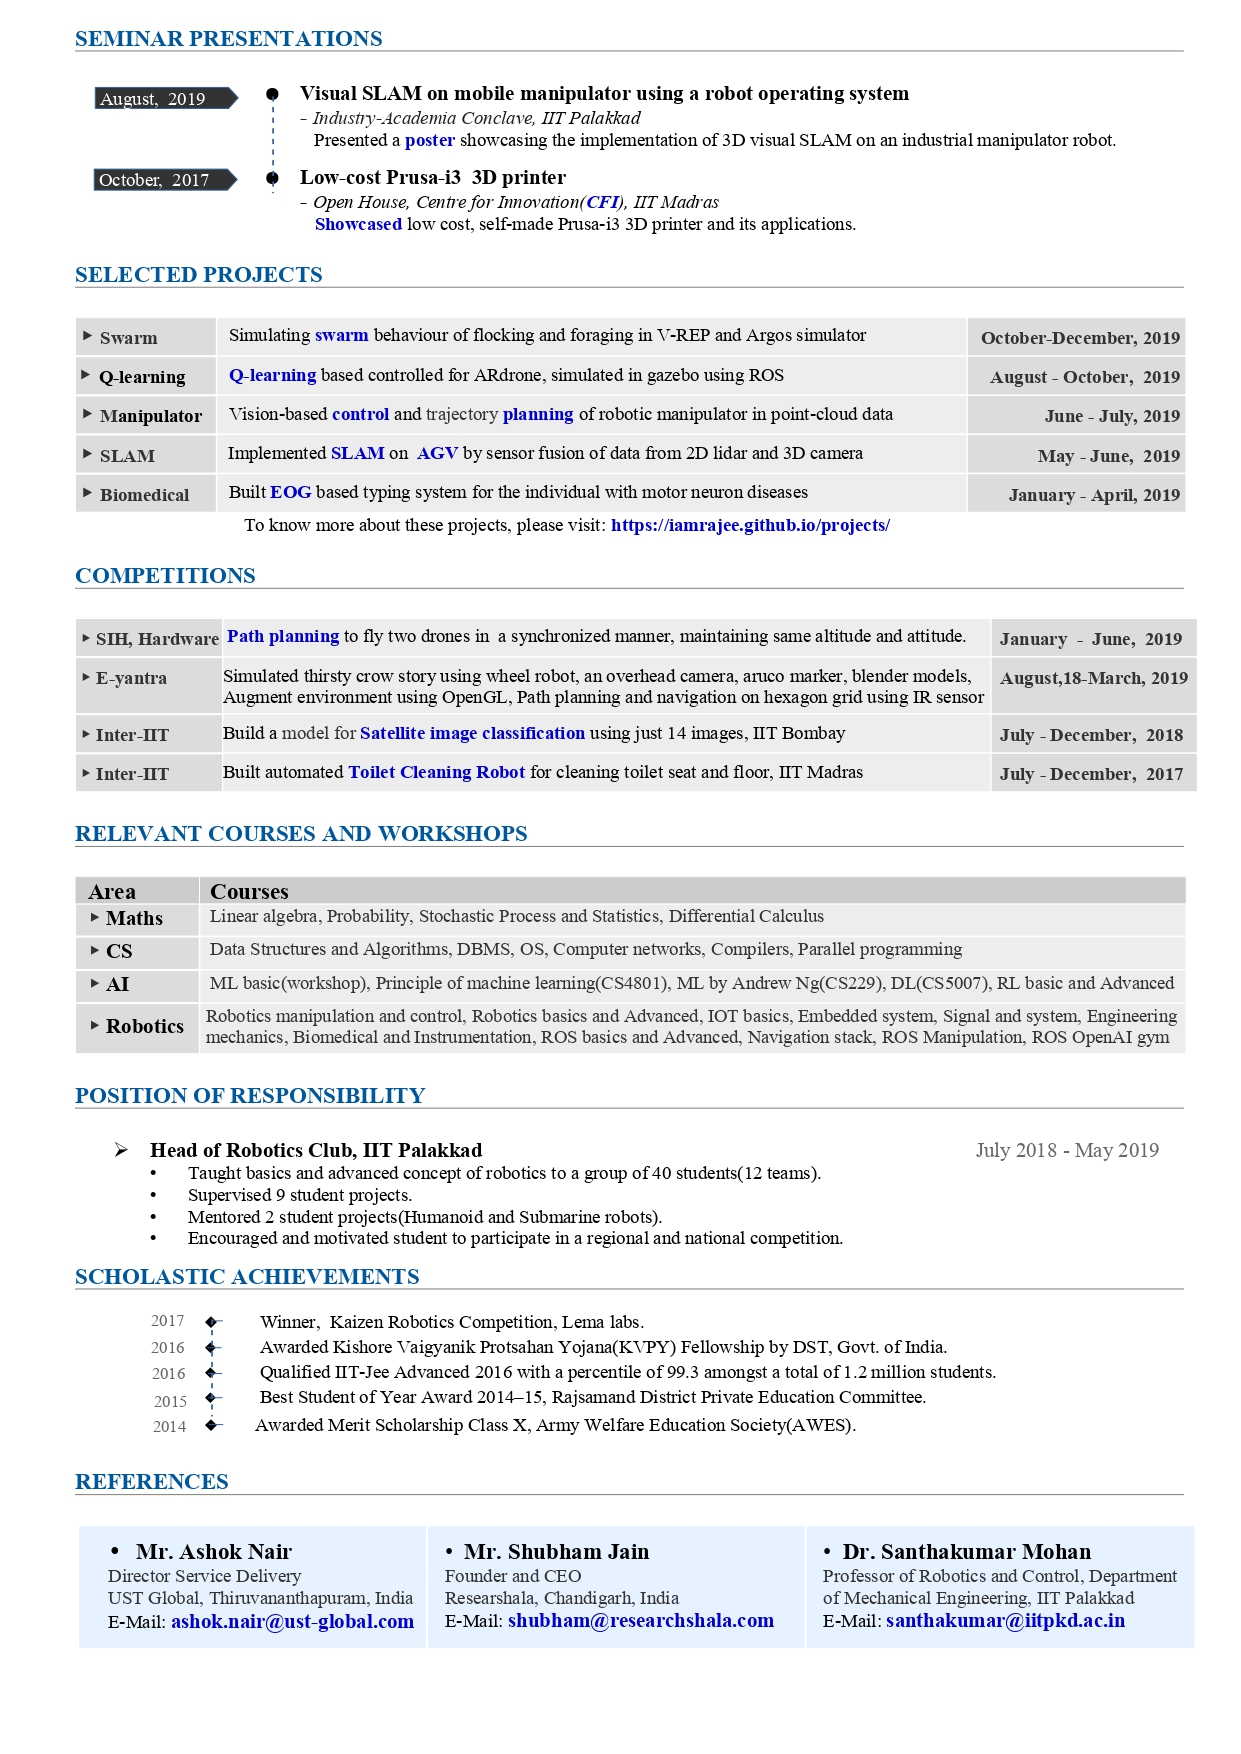 SEMINAR PRESENTATIONS
August, 2019
Visual SLAM on mobile manipulator using a robot operating system
- Industry-Academia Conclave, IIT Palakkad
Presented a poster showcasing the implementation of 3D visual SLAM on an industrial manipulator robot.
October, 2017
Low-cost Prusa-i3 3D printer
- Open House, Centre for Innovation(CFI), IIT Madras
Showcased low cost, self-made Prusa-i3 3D printer and its applications.
SELECTED PROJECTS
‣ Swarm Simulating swarm behaviour of flocking and foraging in V-REP and Argos simulator October-December, 2019
‣ Q-learning Q-learning based controlled for ARdrone, simulated in gazebo using ROS August - October, 2019
‣ Manipulator Vision-based control and trajectory planning of robotic manipulator in point-cloud data June - July, 2019
‣ SLAM Implemented SLAM on AGV by sensor fusion of data from 2D lidar and 3D camera May - June, 2019
‣ Biomedical Built EOG based typing system for the individual with motor neuron diseases January - April, 2019
To know more about these projects, please visit: https://iamrajee.github.io/projects/
COMPETITIONS
‣ SIH, Hardware Path planning to fly two drones in a synchronized manner, maintaining same altitude and attitude. January - June, 2019
‣ E-yantra Simulated thirsty crow story using wheel robot, an overhead camera, aruco marker, blender models, August,18-March, 2019
Augment environment using OpenGL, Path planning and navigation on hexagon grid using IR sensor
‣ Inter-IIT Build a model for Satellite image classification using just 14 images, IIT Bombay July - December, 2018
‣ Inter-IIT Built automated Toilet Cleaning Robot for cleaning toilet seat and floor, IIT Madras July - December, 2017
RELEVANT COURSES AND WORKSHOPS
Area Courses
‣ Maths Linear algebra, Probability, Stochastic Process and Statistics, Differential Calculus
‣ CS Data Structures and Algorithms, DBMS, OS, Computer networks, Compilers, Parallel programming
‣ AI ML basic(workshop), Principle of machine learning(CS4801), ML by Andrew Ng(CS229), DL(CS5007), RL basic and Advanced
‣ Robotics Robotics manipulation and control, Robotics basics and Advanced, IOT basics, Embedded system, Signal and system, Engineering
mechanics, Biomedical and Instrumentation, ROS basics and Advanced, Navigation stack, ROS Manipulation, ROS OpenAI gym
POSITION OF RESPONSIBILITY
➢ Head of Robotics Club, IIT Palakkad July 2018 - May 2019
• Taught basics and advanced concept of robotics to a group of 40 students(12 teams).
• Supervised 9 student projects.
• Mentored 2 student projects(Humanoid and Submarine robots).
• Encouraged and motivated student to participate in a regional and national competition.
SCHOLASTIC ACHIEVEMENTS
2017 Winner, Kaizen Robotics Competition, Lema labs.
2016 Awarded Kishore Vaigyanik Protsahan Yojana(KVPY) Fellowship by DST, Govt. of India.
2016 Qualified IIT-Jee Advanced 2016 with a percentile of 99.3 amongst a total of 1.2 million students.
2015 Best Student of Year Award 2014–15, Rajsamand District Private Education Committee.
2014 Awarded Merit Scholarship Class X, Army Welfare Education Society(AWES).
REFERENCES
• Mr. Ashok Nair
Director Service Delivery
UST Global, Thiruvananthapuram, India
E-Mail: ashok.nair@ust-global.com
• Mr. Shubham Jain
Founder and CEO
Researshala, Chandigarh, India
E-Mail: shubham@researchshala.com
• Dr. Santhakumar Mohan
Professor of Robotics and Control, Department
of Mechanical Engineering, IIT Palakkad
E-Mail: santhakumar@iitpkd.ac.in